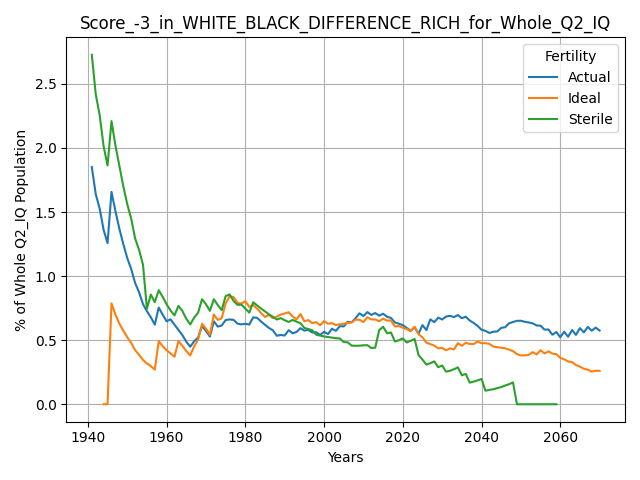 Score_-3_in_WHITE_BLACK_DIFFERENCE_RICH_for_Whole_Q2_IQ
Fertility
Actual
Ideal
Sterile
% of Whole Q2_IQ Population
2.5
2.0
1.5
1.0
0.5
0.0
1940 1960 1980 2000 2020 2040 2060
Years